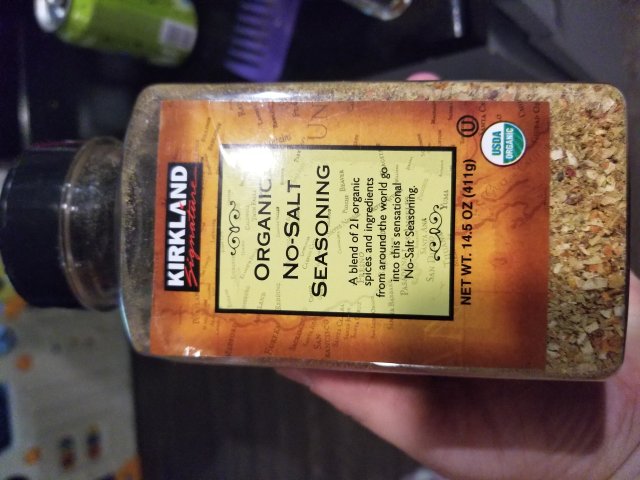 KIRKLAND
Signature
ORGANIC
NO-SALT
SEASONING
A blend of 21 organic
spices and ingredients
from around the world go
into this sensational
No-Salt Seasoning.
NET WT. 14.5 OZ (411g)
U
USDA
ORGANIC